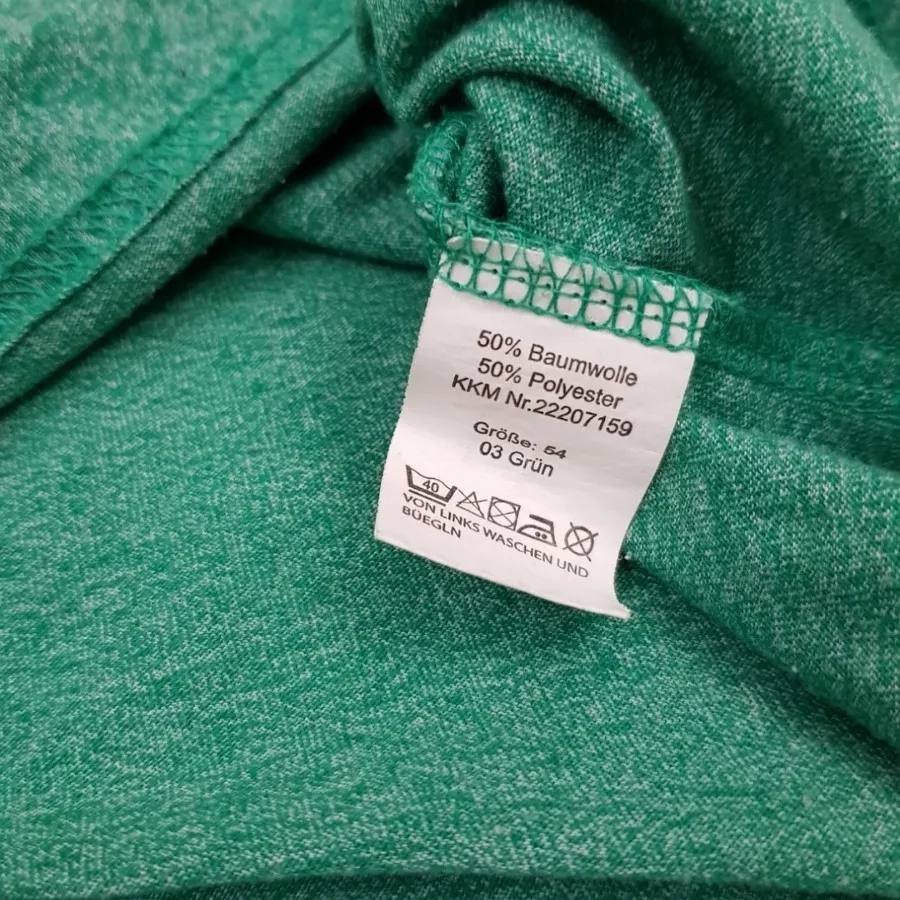 50% Baumwolle
50% Polyester
KKM Nr.22207159
Größe: 54
03 Grün
40
VON LINKS WASCHEN UND
BÜEGLN